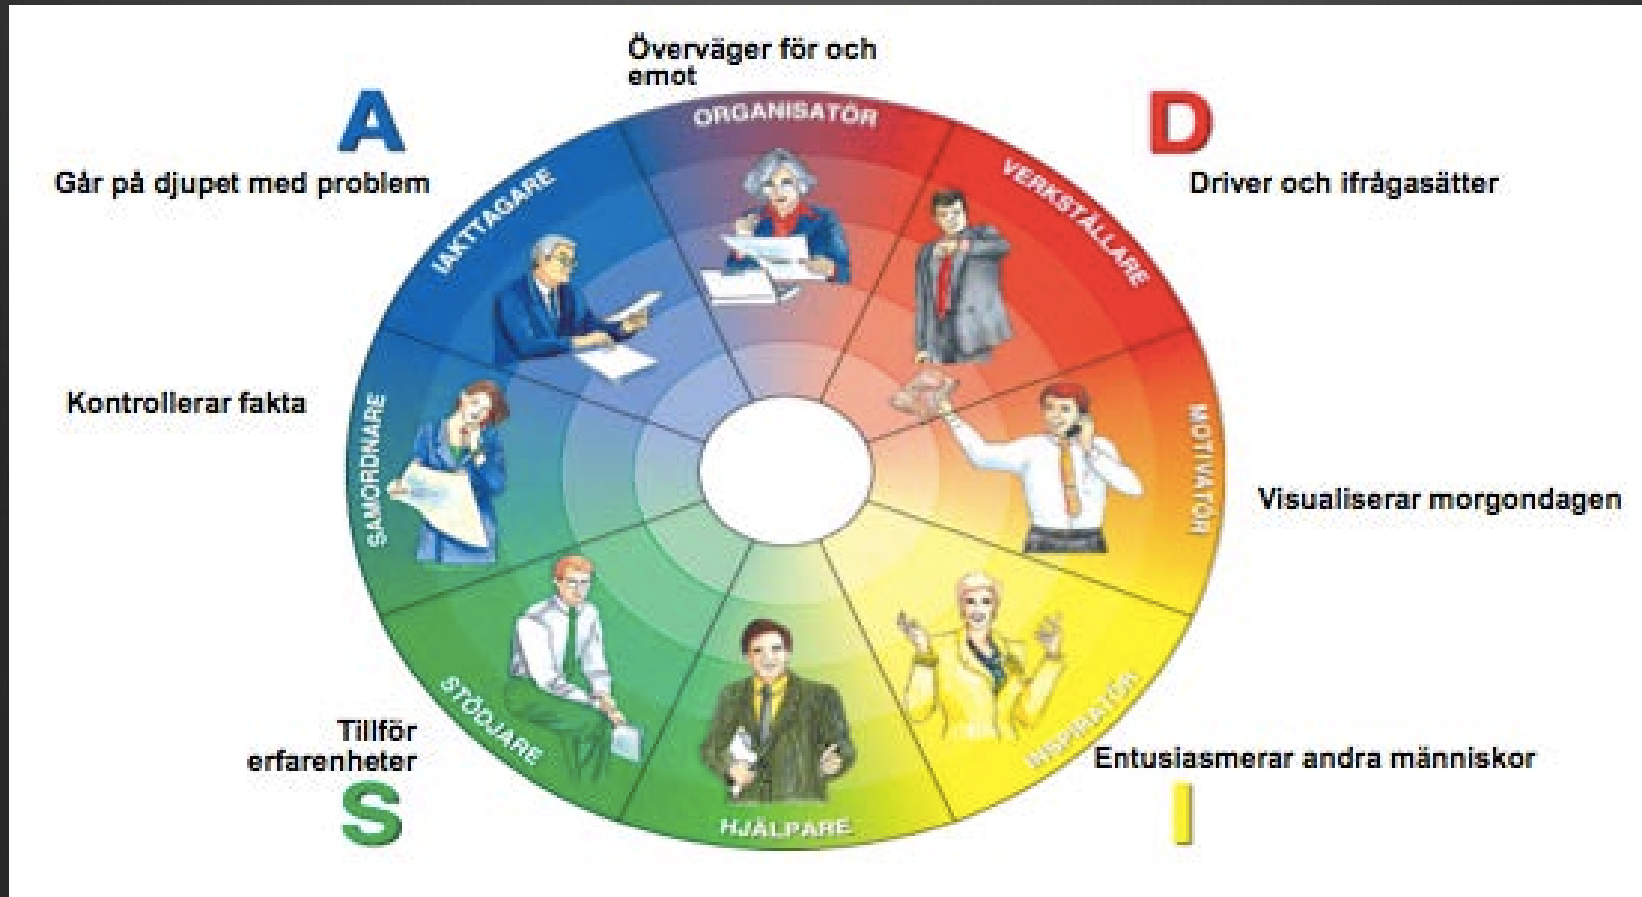 Överväger för och
emot
A
D
ORGANISATÖR
Går på djupet med problem
IAKTTAGARE
VERKSTÄLLARE
Driver och ifrågasätter
Kontrollerar fakta
SAMORDNARE
MOTIVATÖR
Visualiserar morgondagen
Tillför
erfarenheter
STÖDJARE
INSPIRATÖR
Entusiasmerar andra människor
S
HJÄLPARE
I